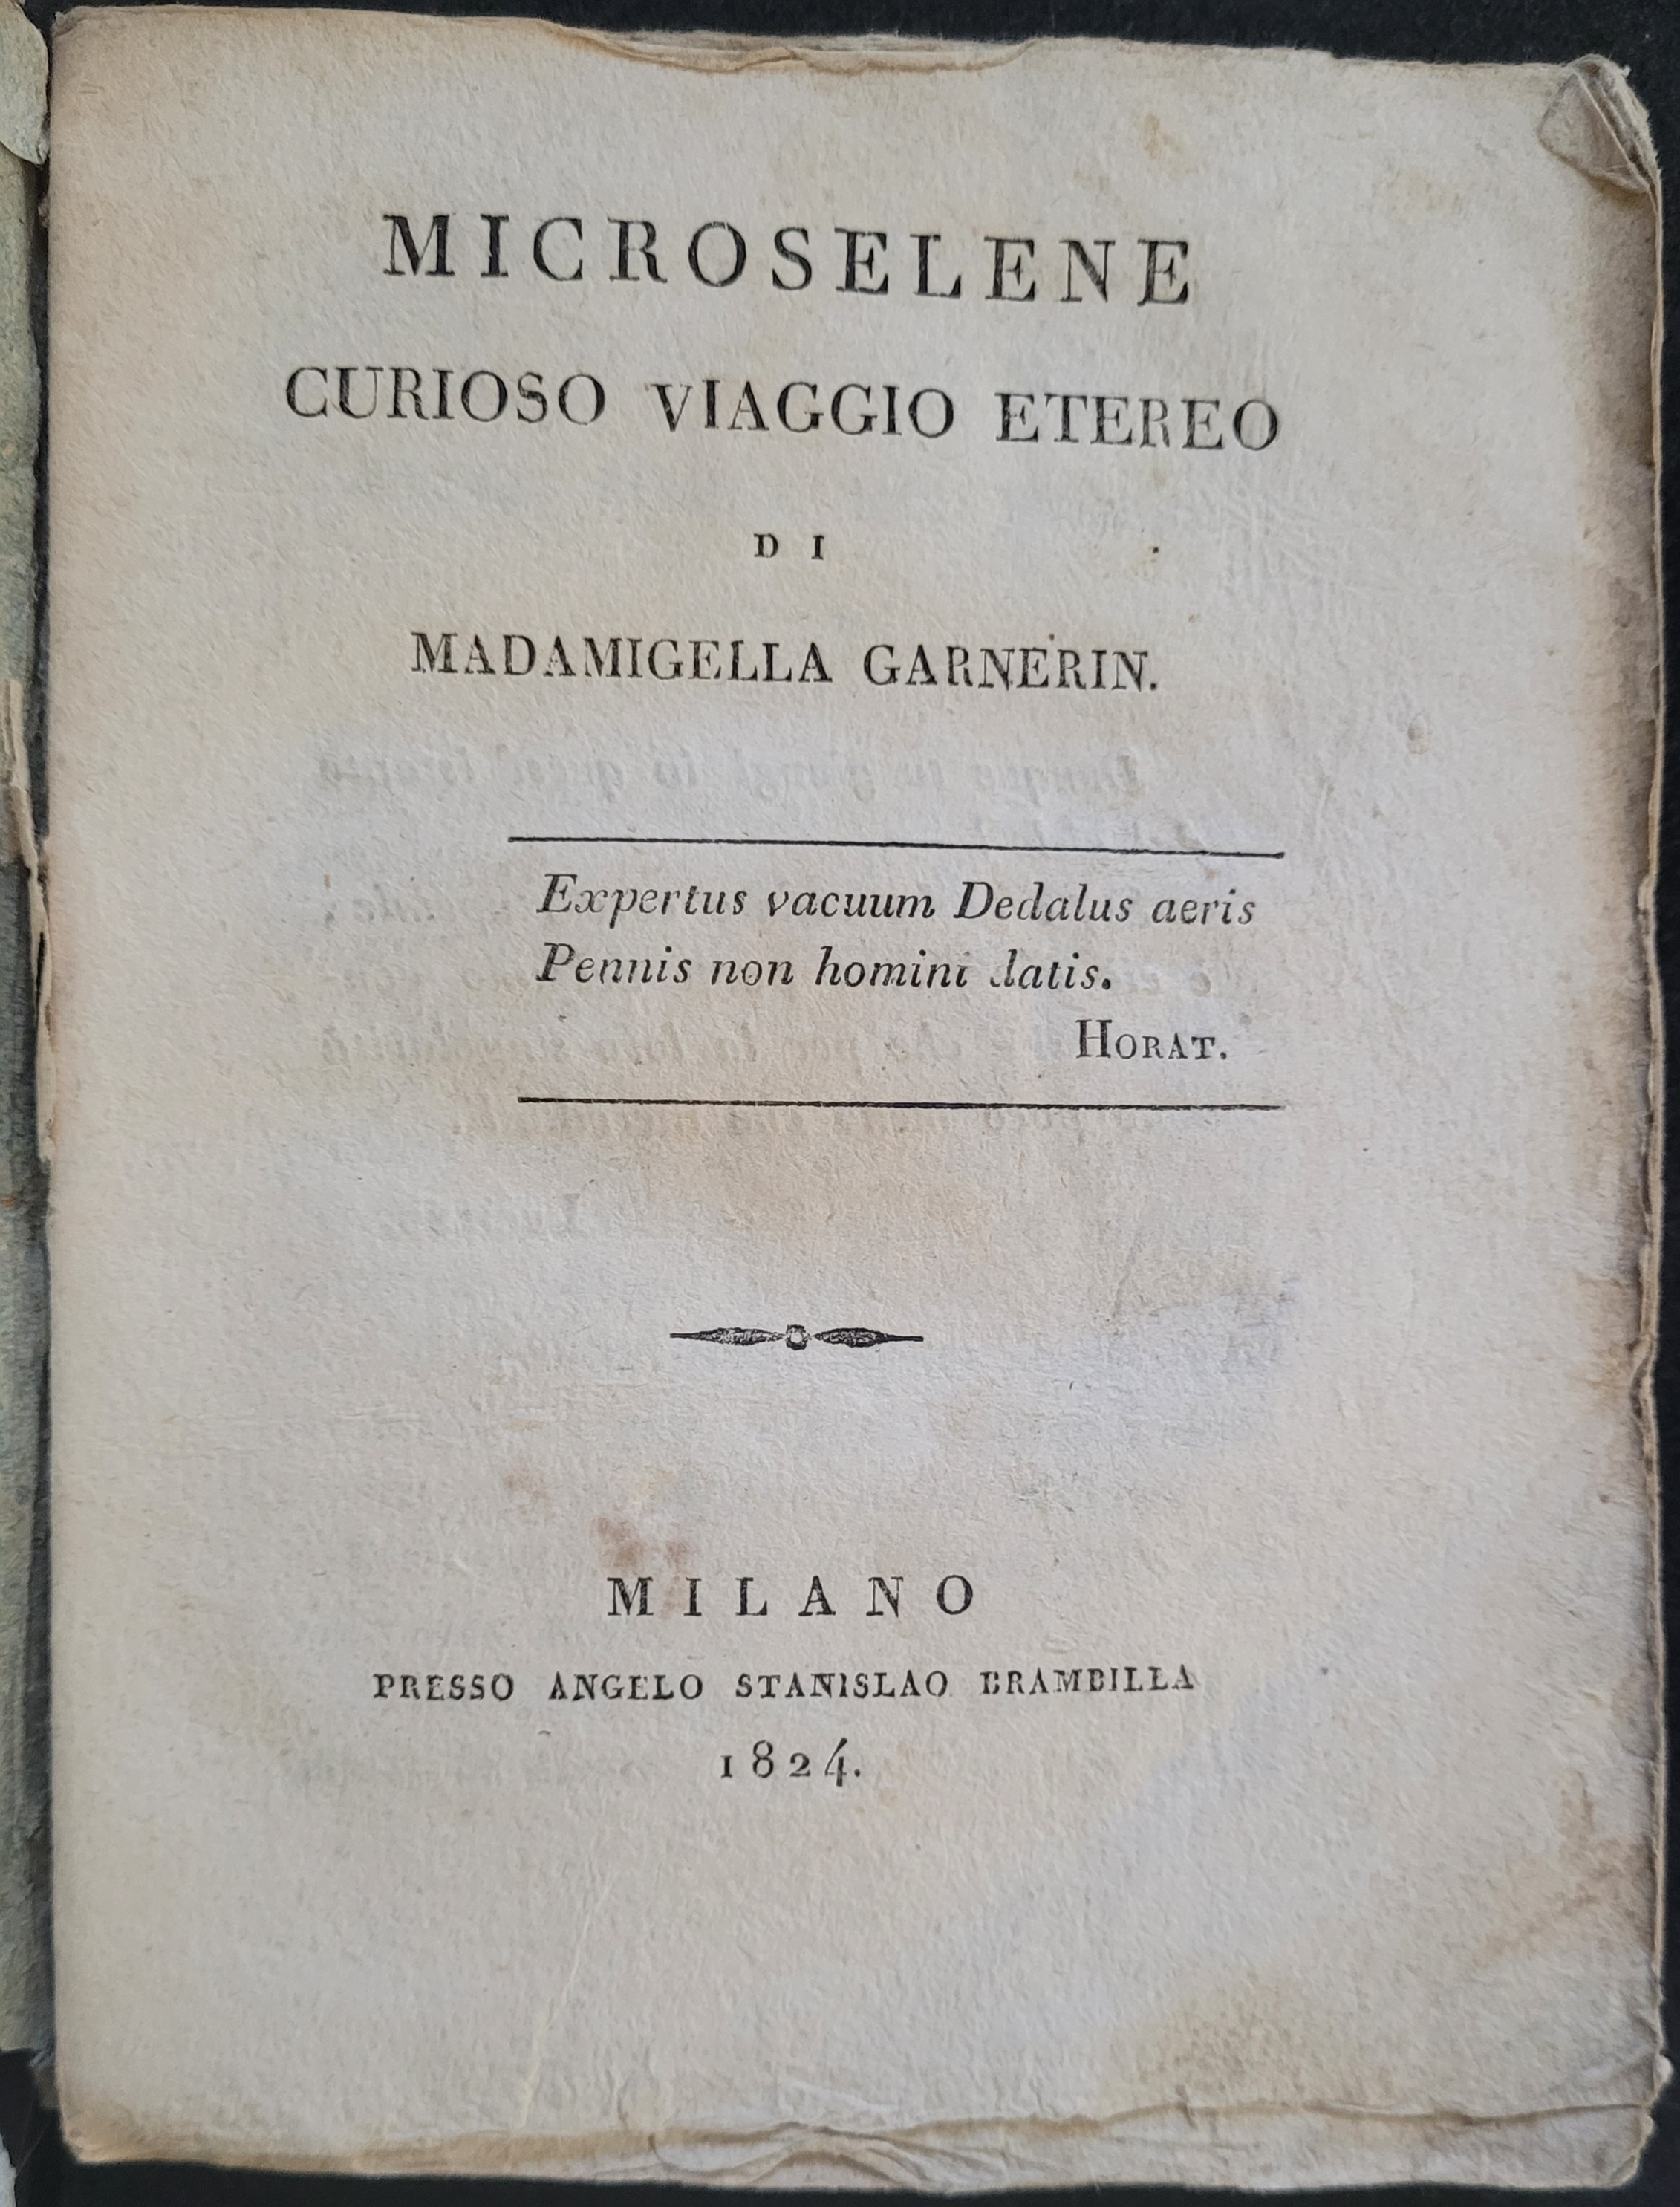 MICROSELENE
CURIOSO VIAGGIO ETEREO
DI
MADAMIGELLA GARNERIN.
Expertus vacuum Dedalus aeris
Pennis non homini datis.
HORAT.
MILANO
PRESSO ANGELO STANISLAO BRAMBILLA
1824.